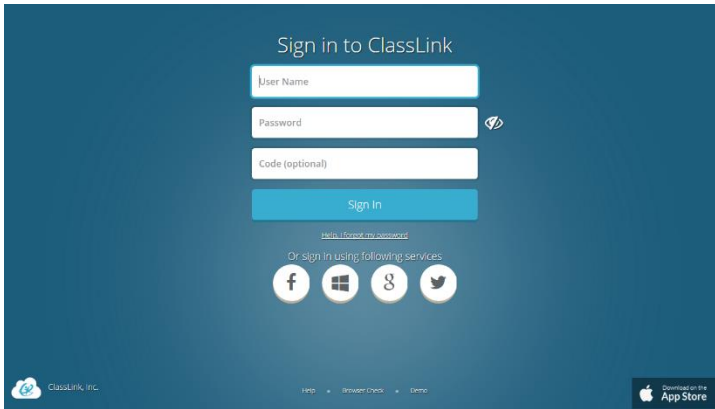 Sign in to ClassLink
User Name
Password
Code (optional)
Sign In
Help, I forgot my password
Or sign in using following services
ClassLink, Inc.
Help • Browser Check • Demo
Download on the
App Store